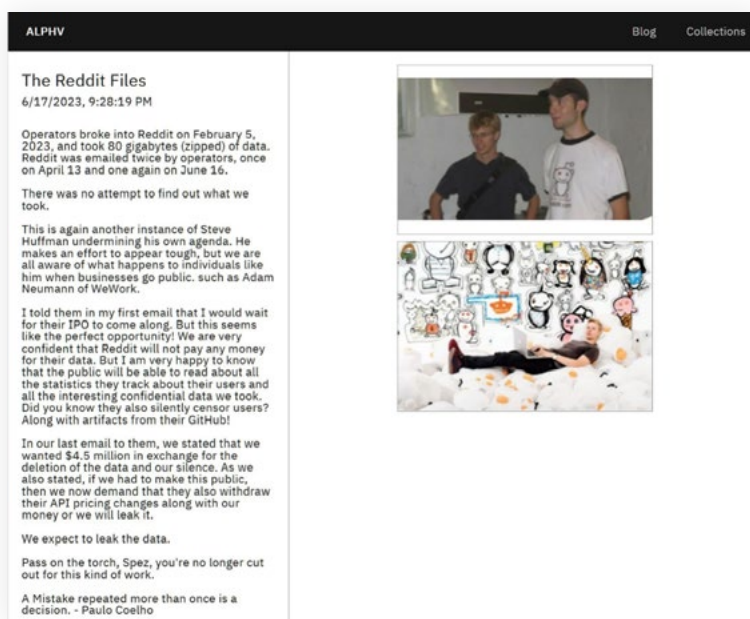 ALPHV
Blog
Collections
The Reddit Files
6/17/2023, 9:28:19 PM
Operators broke into Reddit on February 5,
2023, and took 80 gigabytes (zipped) of data.
Reddit was emailed twice by operators, once
on April 13 and one again on June 16.
There was no attempt to find out what we
took.
This is again another instance of Steve
Huffman undermining his own agenda. He
makes an effort to appear tough, but we are
all aware of what happens to individuals like
him when businesses go public. such as Adam
Neumann of WeWork.
I told them in my first email that I would wait
for their IPO to come along. But this seems
like the perfect opportunity! We are very
confident that Reddit will not pay any money
for their data. But I am very happy to know
that the public will be able to read about all
the statistics they track about their users and
all the interesting confidential data we took.
Did you know they also silently censor users?
Along with artifacts from their GitHub!
In our last email to them, we stated that we
wanted $4.5 million in exchange for the
deletion of the data and our silence. As we
also stated, if we had to make this public,
then we now demand that they also withdraw
their API pricing changes along with our
money or we will leak it.
We expect to leak the data.
Pass on the torch, Spez, you're no longer cut
out for this kind of work.
A Mistake repeated more than once is a
decision. - Paulo Coelho